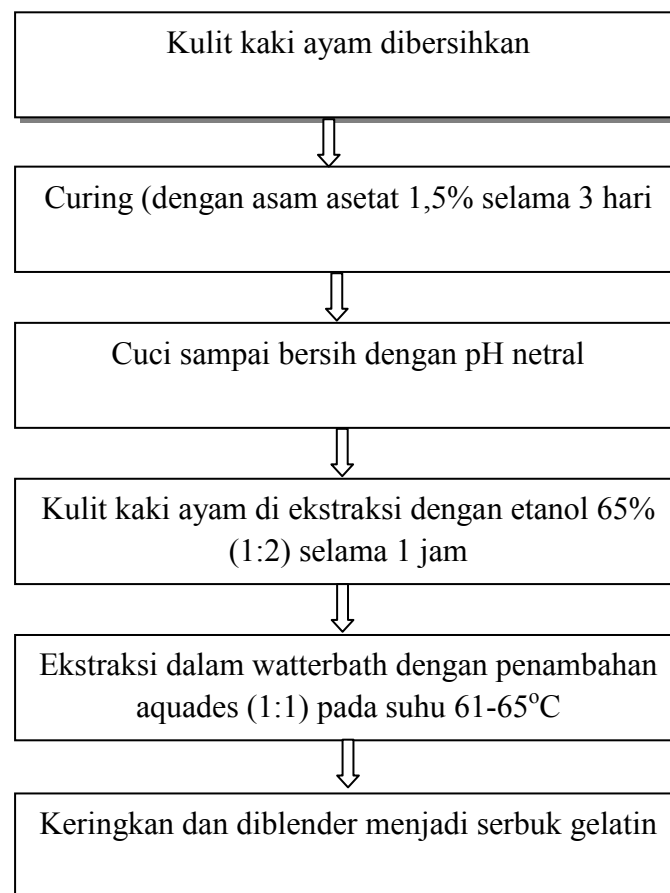 Kulit kaki ayam dibersihkan
Curing (dengan asam asetat 1,5% selama 3 hari
Cuci sampai bersih dengan pH netral
Kulit kaki ayam di ekstraksi dengan etanol 65%
(1:2) selama 1 jam
Ekstraksi dalam watterbath dengan penambahan
aquades (1:1) pada suhu 61-65°C
Keringkan dan diblender menjadi serbuk gelatin